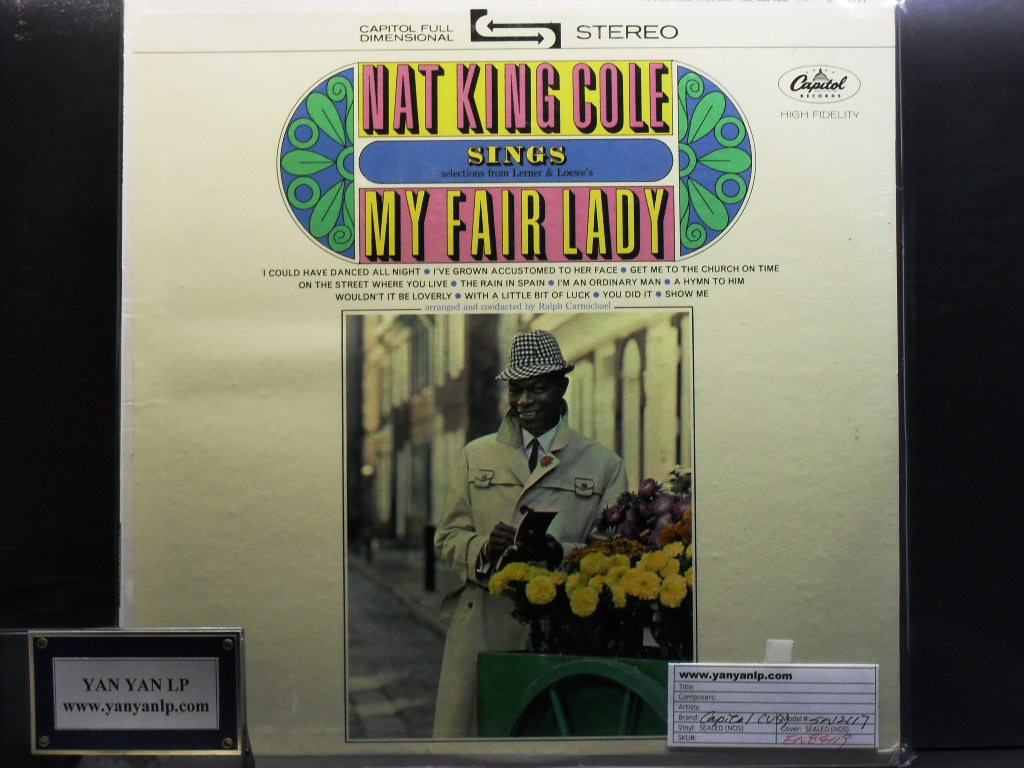 CAPITOL FULL DIMENSIONAL STEREO
Capitol
RECORDS
HIGH FIDELITY
NAT KING COLE
SINGS
selections from Lerner & Loewe's
MY FAIR LADY
I COULD HAVE DANCED ALL NIGHT • I'VE GROWN ACCUSTOMED TO HER FACE • GET ME TO THE CHURCH ON TIME
ON THE STREET WHERE YOU LIVE • THE RAIN IN SPAIN • I'M AN ORDINARY MAN • A HYMN TO HIM
WOULDN'T IT BE LOVERLY • WITH A LITTLE BIT OF LUCK • YOU DID IT • SHOW ME
arranged and conducted by Ralph Carmichael
YAN YAN LP
www.yanyanlp.com
www.yanyanlp.com
Title:
Composers:
Artists:
Brand: Capitol (US) Model #:
Vinyl: SEALED (NOS) Cover: SEALED (NOS)
SKU#: